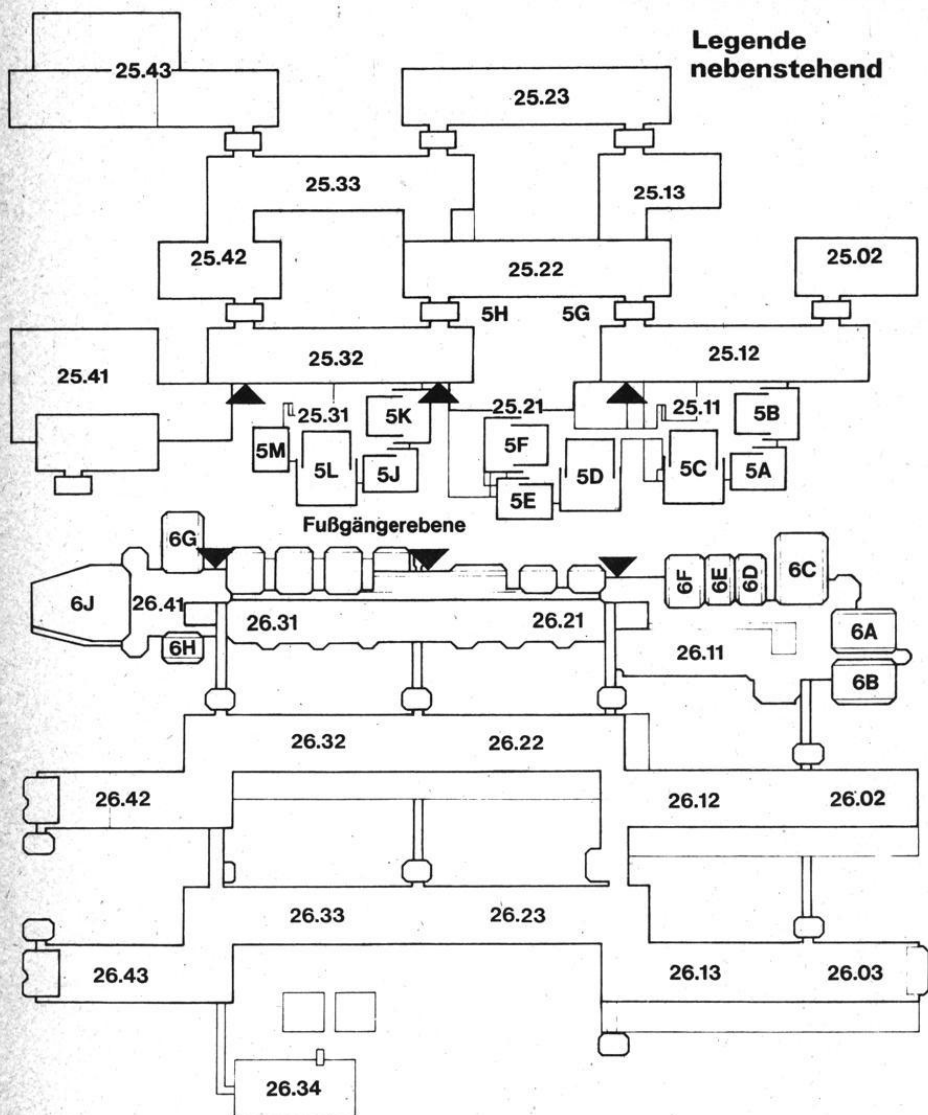 Legende
nebenstehend
25.43
25.23
25.33
25.13
25.42
25.22
25.02
5H
5G
25.41
25.32
25.12
25.31
5K
25.21
25.11
5B
5M
5L
5J
5F
5E
5D
5C
5A
Fußgängerebene
6G
6J
26.41
6H
26.31
26.21
6F
6E
6D
6C
6A
26.11
6B
26.32
26.22
26.42
26.12
26.02
26.33
26.23
26.43
26.13
26.03
26.34